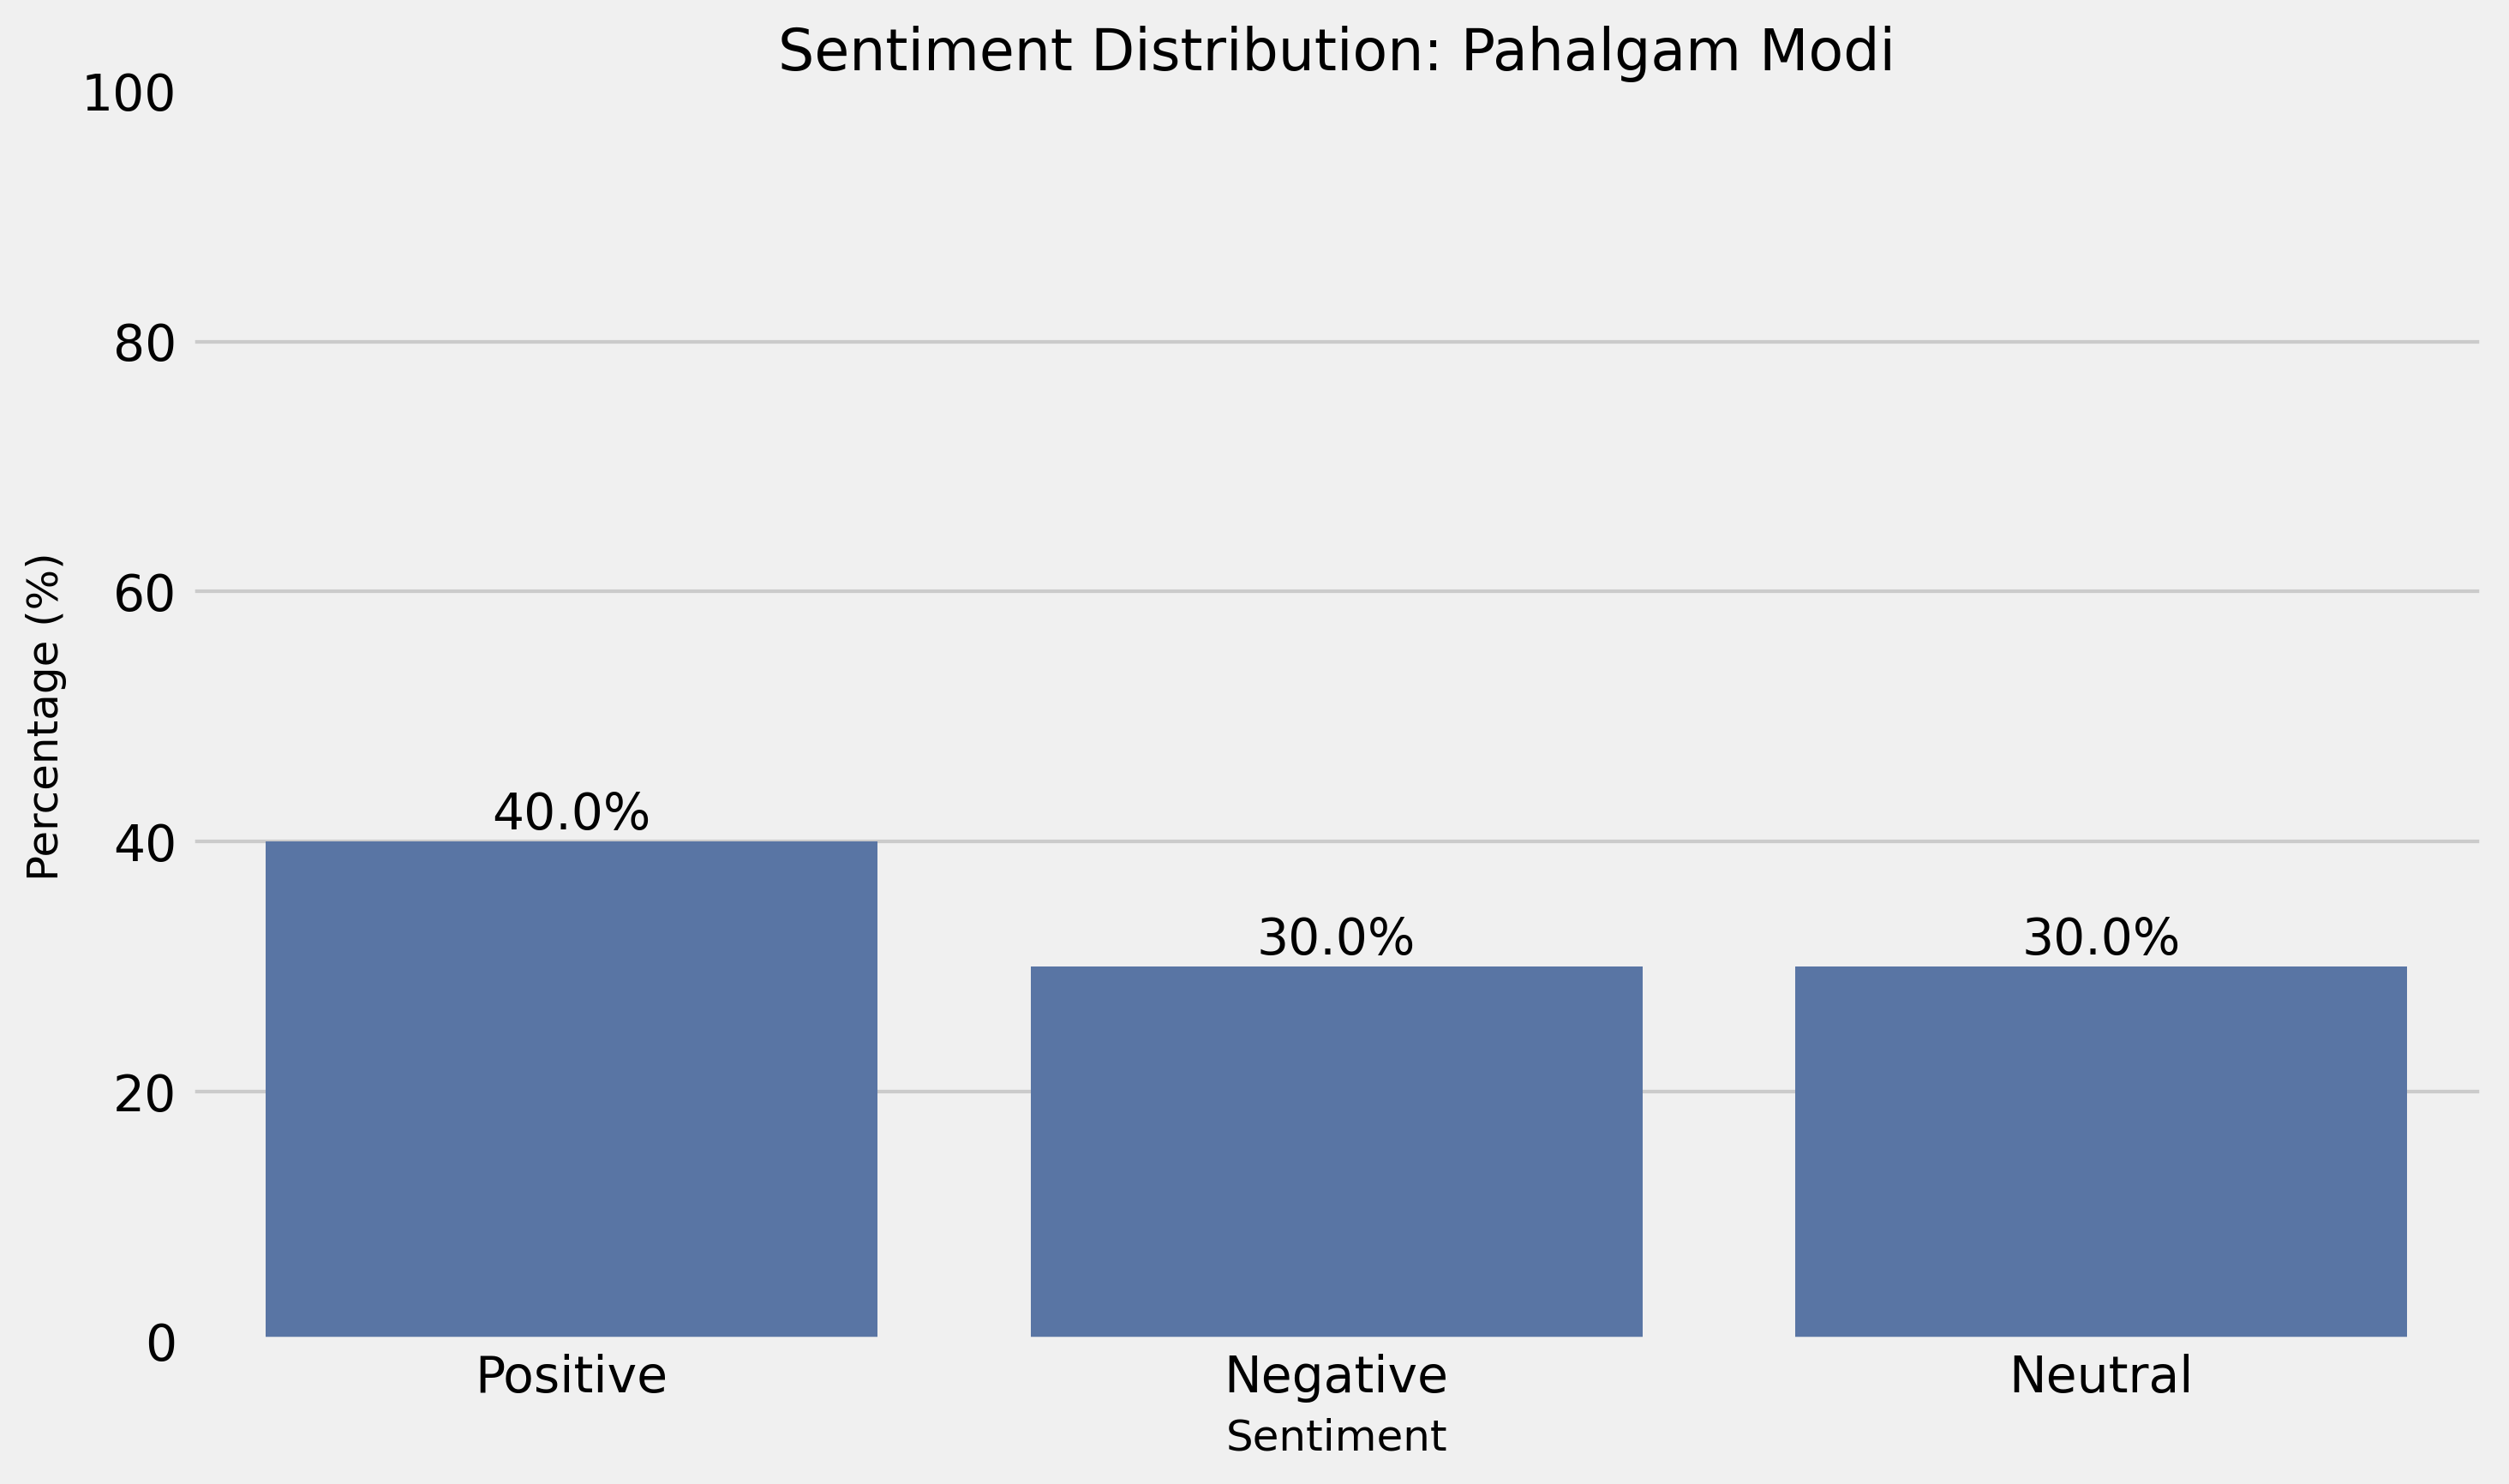 Sentiment Distribution: Pahalgam Modi
100
80
60
40
20
0
Percentage (%)
40.0%
30.0%
30.0%
Positive
Negative
Neutral
Sentiment